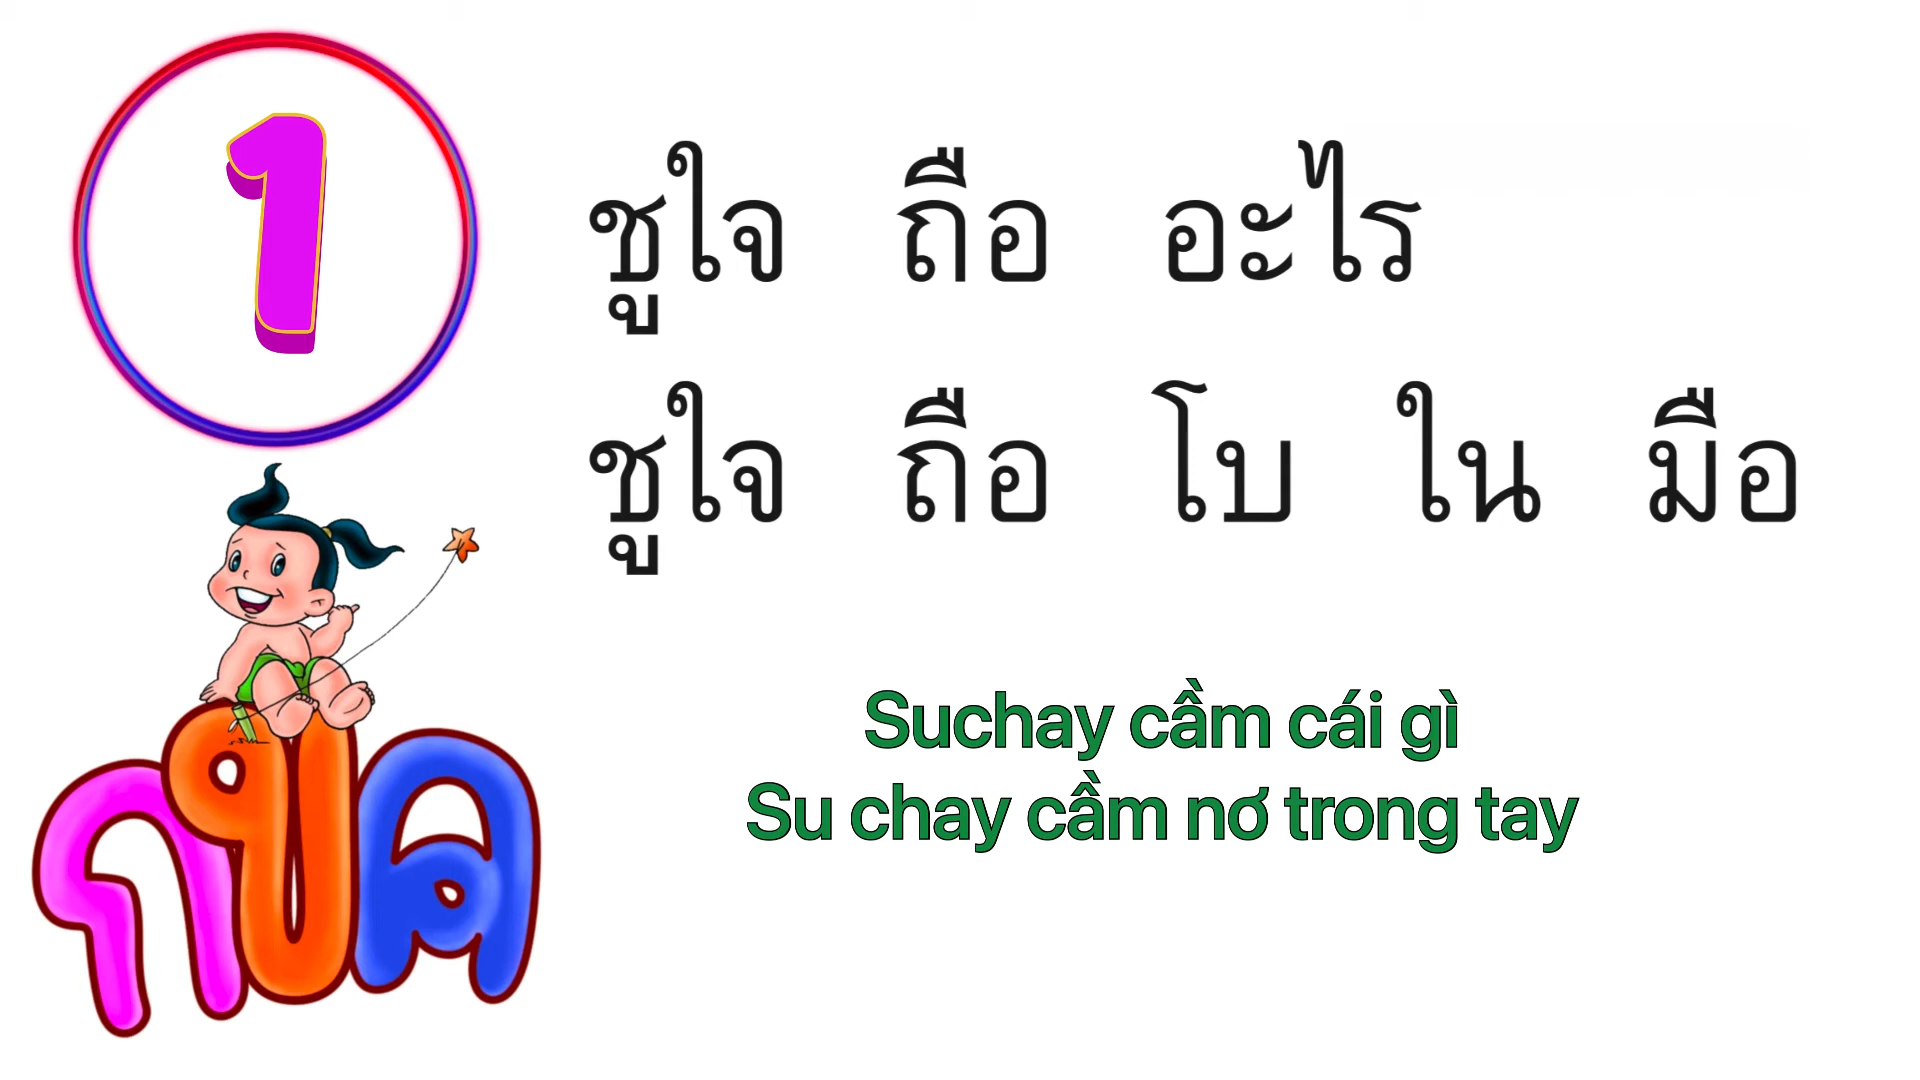 1
ชูใจ ถือ อะไร
ชูใจ ถือ โบ ใน มือ
Suchay cầm cái gì
Su chay cầm nơ trong tay
กขค